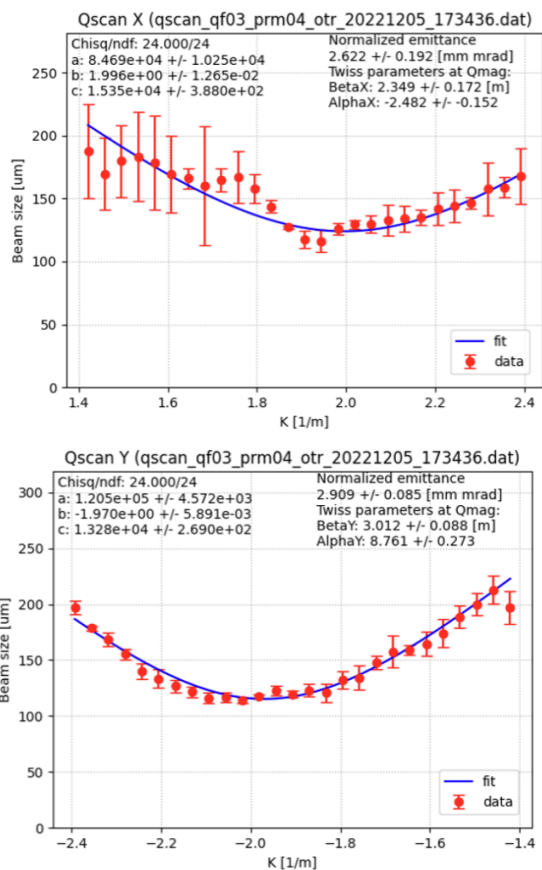 Qscan X (qscan_qf03_prm04_otr_20221205_173436.dat)
Chisq/ndf: 24.000/24
a: 8.469e+04 +/- 1.025e+04
b: 1.996e+00 +/- 1.265e-02
c: 1.535e+04 +/- 3.880e+02
Normalized emittance
2.622 +/- 0.192 [mm mrad]
Twiss parameters at Qmag:
BetaX: 2.349 +/- 0.172 [m]
AlphaX: -2.482 +/- -0.152
Beam size [um]
250
200
150
100
50
0
fit
data
1.4 1.6 1.8 2.0 2.2 2.4
K [1/m]
Qscan Y (qscan_qf03_prm04_otr_20221205_173436.dat)
Chisq/ndf: 24.000/24
a: 1.205e+05 +/- 4.572e+03
b: -1.970e+00 +/- 5.891e-03
c: 1.328e+04 +/- 2.690e+02
Normalized emittance
2.909 +/- 0.085 [mm mrad]
Twiss parameters at Qmag:
BetaY: 3.012 +/- 0.088 [m]
AlphaY: 8.761 +/- 0.273
Beam size [um]
300
250
200
150
100
50
0
fit
data
−2.4 −2.2 −2.0 −1.8 −1.6 −1.4
K [1/m]